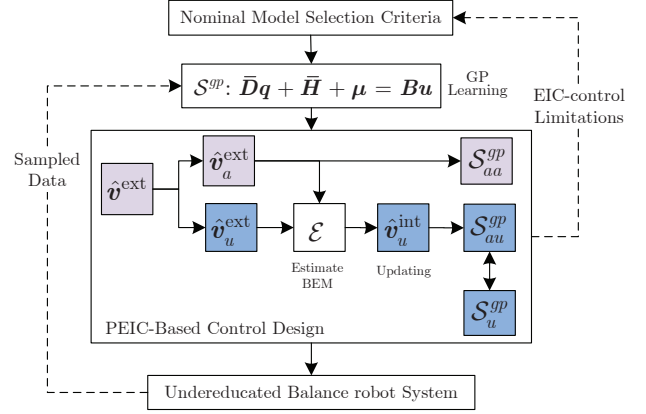 Nominal Model Selection Criteria
𝒮^{gp}: D̄q + H̄ + μ = Bu
GP
Learning
EIC-control
Limitations
Sampled
Data
v̂^{ext}
v̂_a^{ext}
𝒮_{aa}^{gp}
v̂_u^{ext}
ℰ
v̂_u^{int}
𝒮_{au}^{gp}
Estimate
BEM
Updating
𝒮_u^{gp}
PEIC-Based Control Design
Undereducated Balance robot System